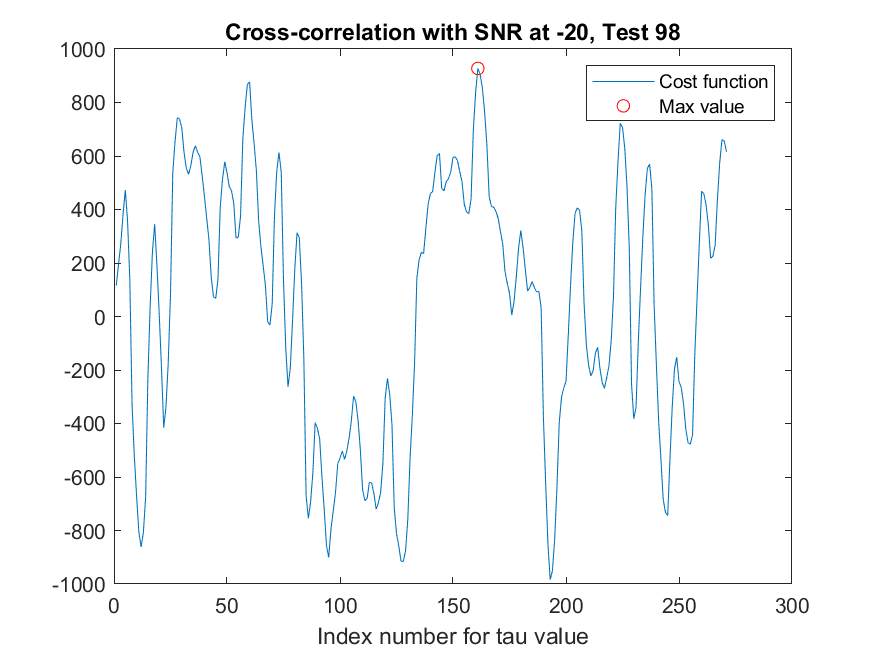 Cross-correlation with SNR at -20, Test 98
1000
800
600
400
200
0
-200
-400
-600
-800
-1000
Cost function
Max value
0 50 100 150 200 250 300
Index number for tau value